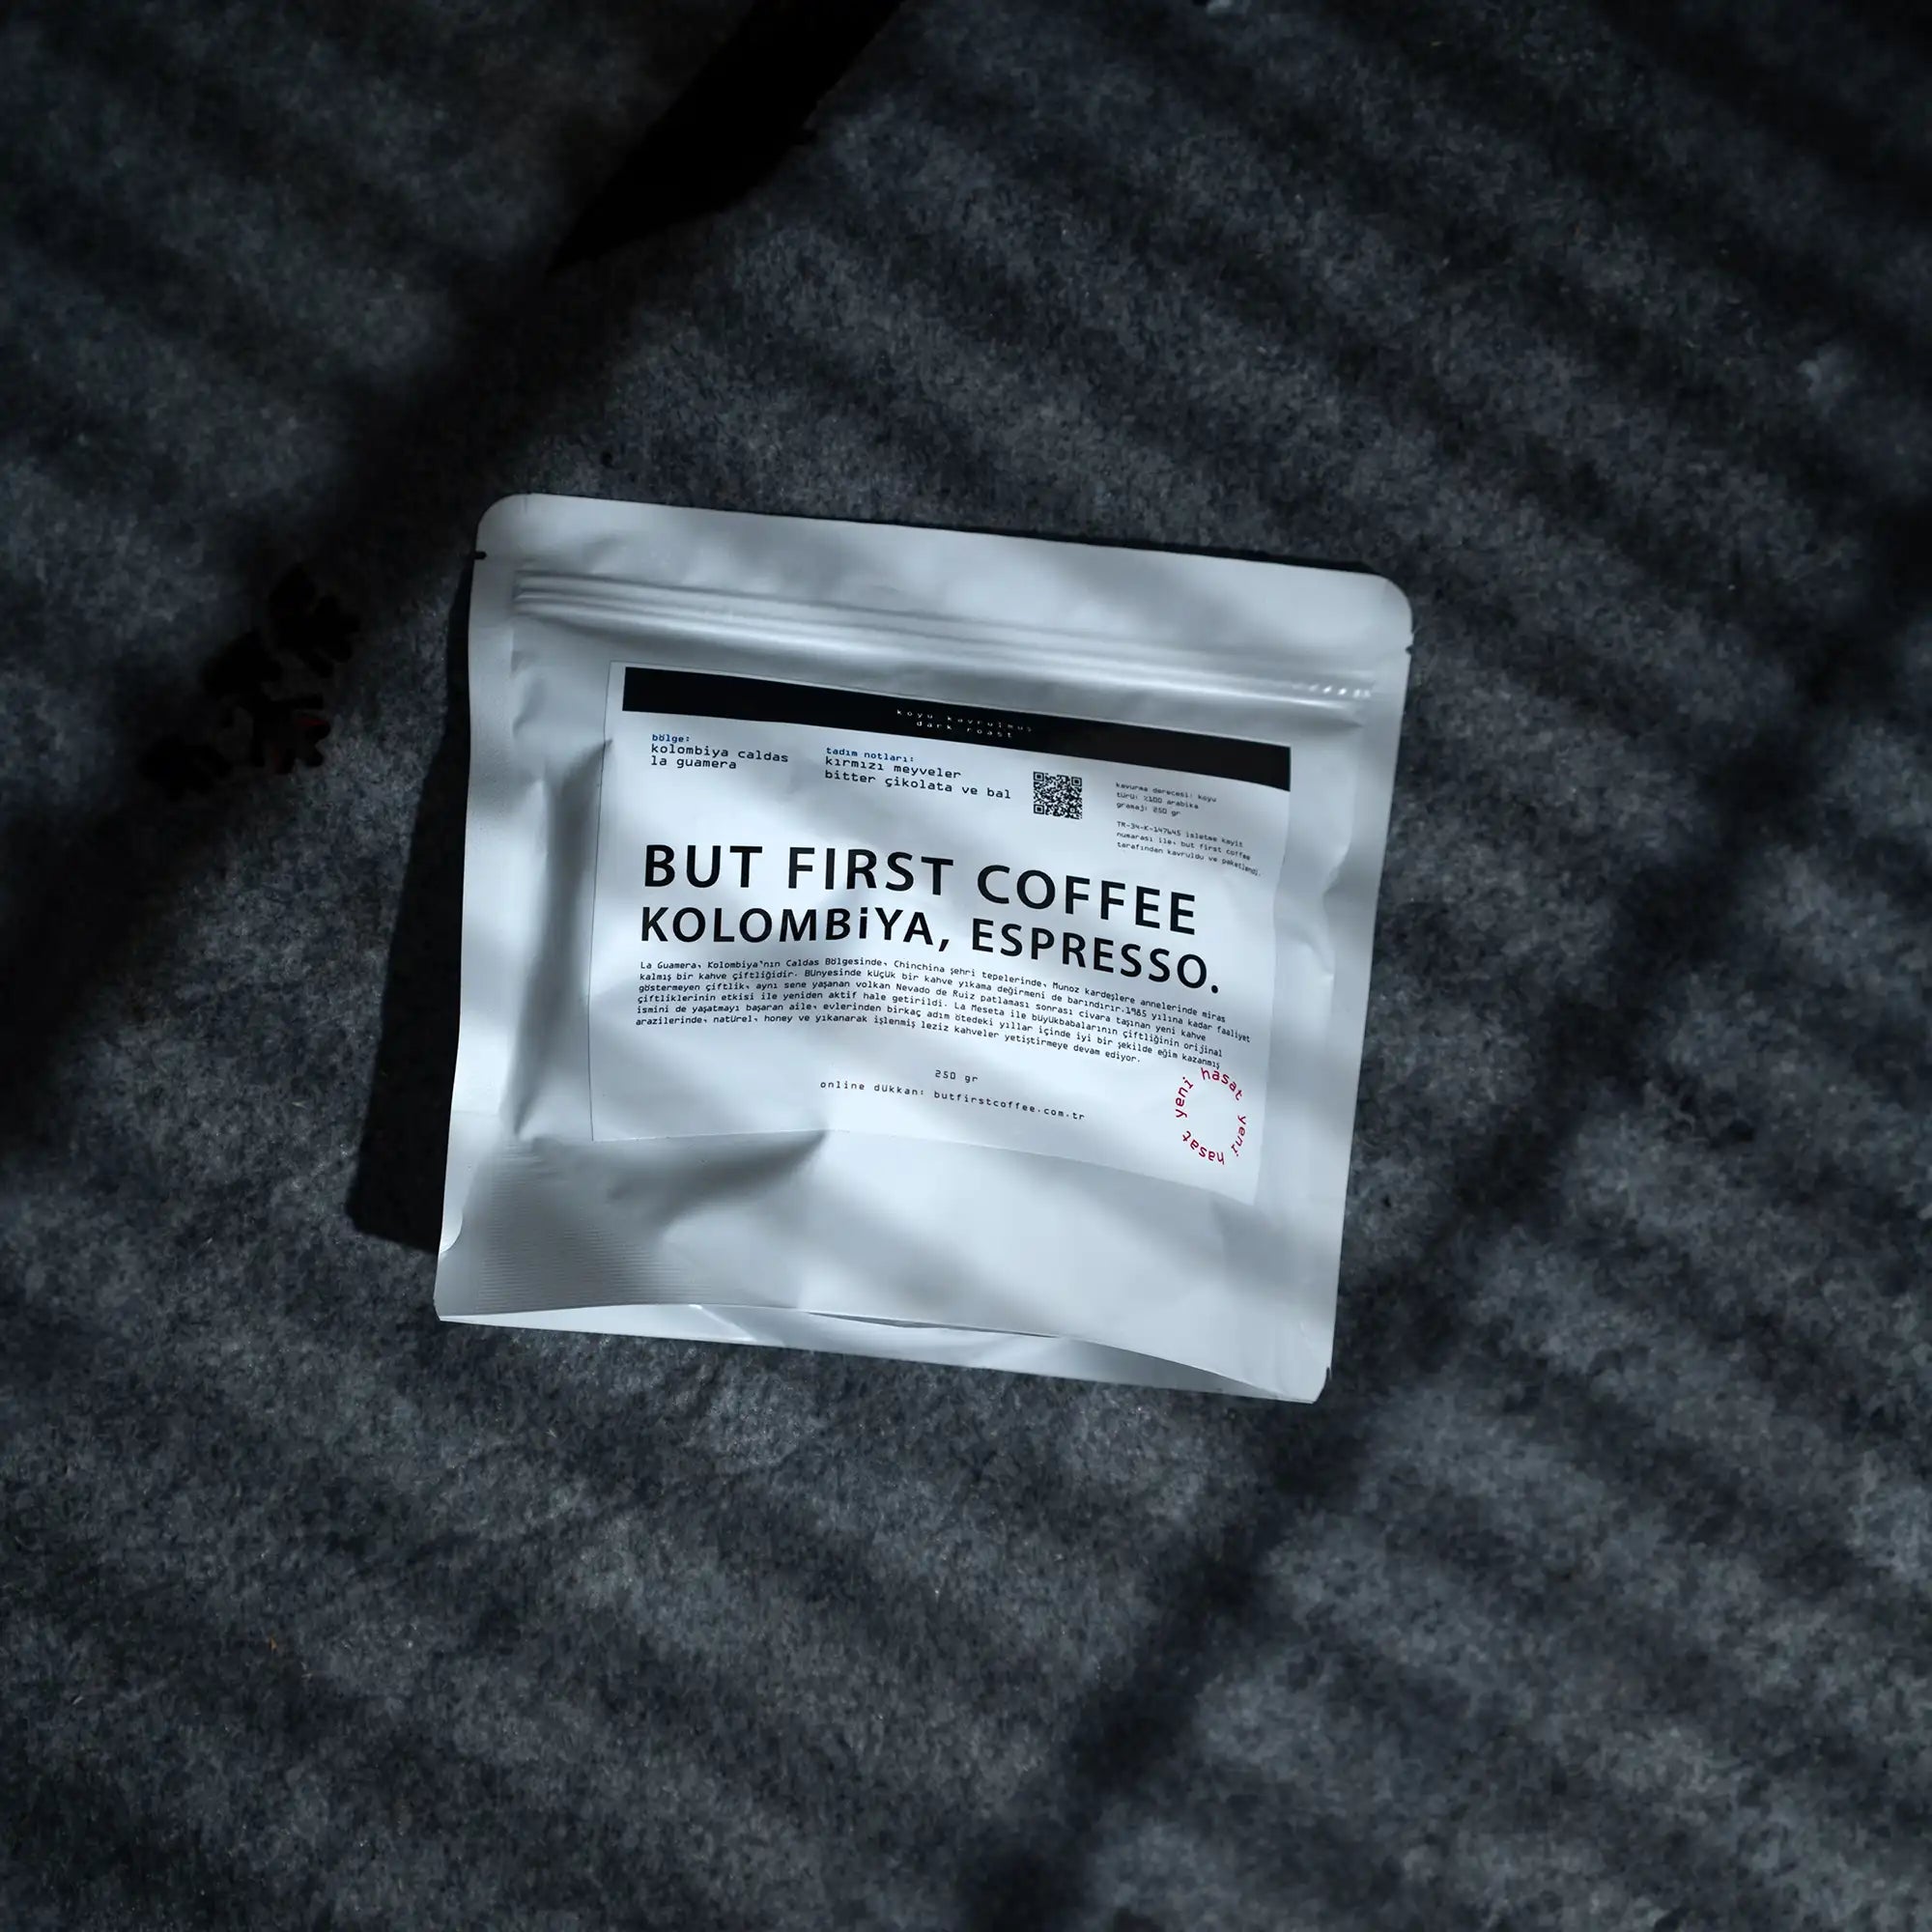 koyu kavrulmuş
dark roast
bölge:
kolombiya caldas
la guamera
tadım notları:
kırmızı meyveler
bitter çikolata ve bal
kavurma derecesi: koyu
türü: %100 arabika
gramaj: 250 gr
TR-34-K-147645 işletme kayıt
numarası ile, but first coffee
tarafından kavruldu ve paketlendi.
BUT FIRST COFFEE
KOLOMBiYA, ESPRESSO.
La Guamera, Kolombiya'nın Caldas Bölgesinde, Chinchina şehri tepelerinde, Munoz kardeşlere annelerinde miras
kalmış bir kahve çiftliğidir. Bünyesinde küçük bir kahve yıkama değirmeni de barındırır.1985 yılına kadar faaliyet
göstermeyen çiftlik, aynı sene yaşanan volkan Nevado de Ruiz patlaması sonrası civara taşınan yeni kahve
çiftliklerinin etkisi ile yeniden aktif hale getirildi. La Meseta ile büyükbabalarının çiftliğinin orijinal
ismini de yaşatmayı başaran aile, evlerinden birkaç adım ötedeki yıllar içinde iyi bir şekilde eğim kazanmış
arazilerinde, natürel, honey ve yıkanarak işlenmiş leziz kahveler yetiştirmeye devam ediyor.
250 gr
online dükkan: butfirstcoffee.com.tr
yeni hasat yeni hasat